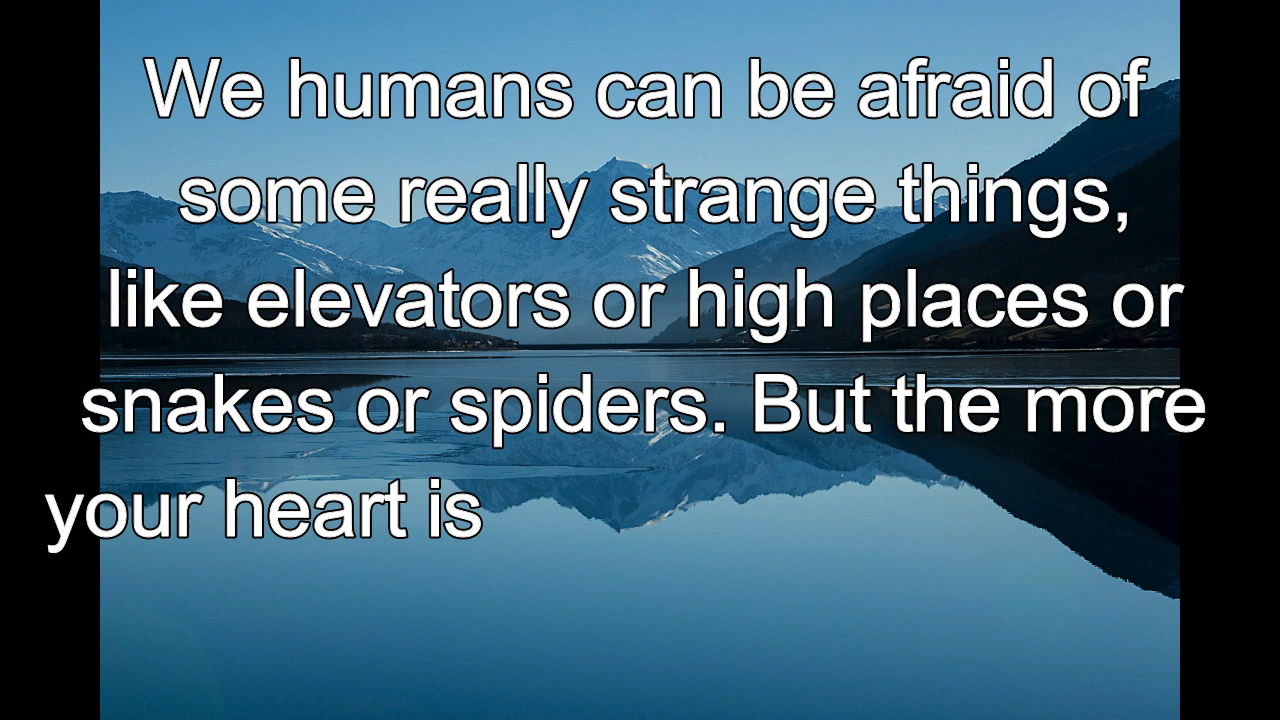 We humans can be afraid of
some really strange things,
like elevators or high places or
snakes or spiders. But the more
your heart is